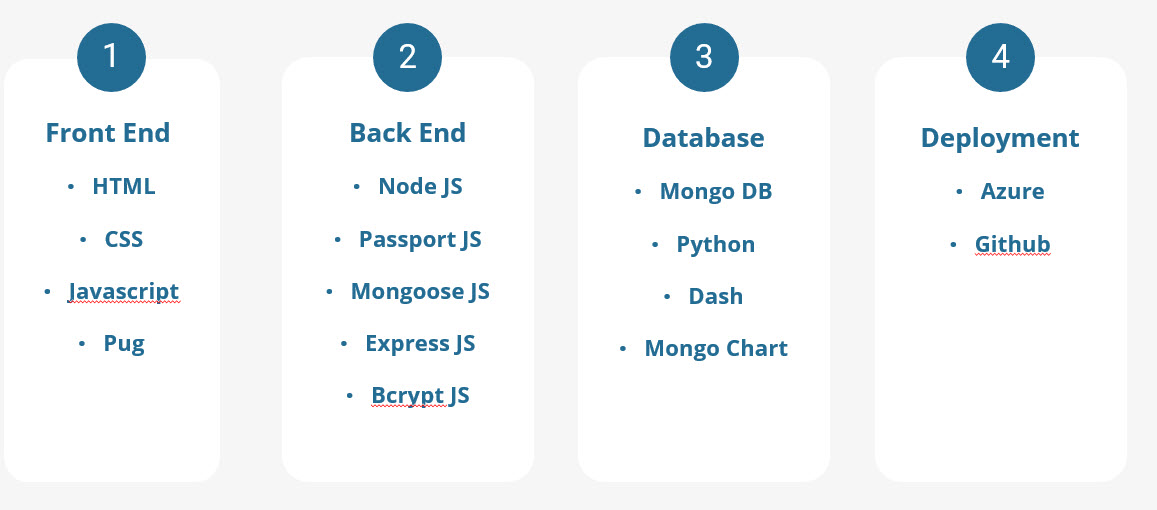 1
Front End
• HTML
• CSS
• Javascript
• Pug
2
Back End
• Node JS
• Passport JS
• Mongoose JS
• Express JS
• Bcrypt JS
3
Database
• Mongo DB
• Python
• Dash
• Mongo Chart
4
Deployment
• Azure
• Github